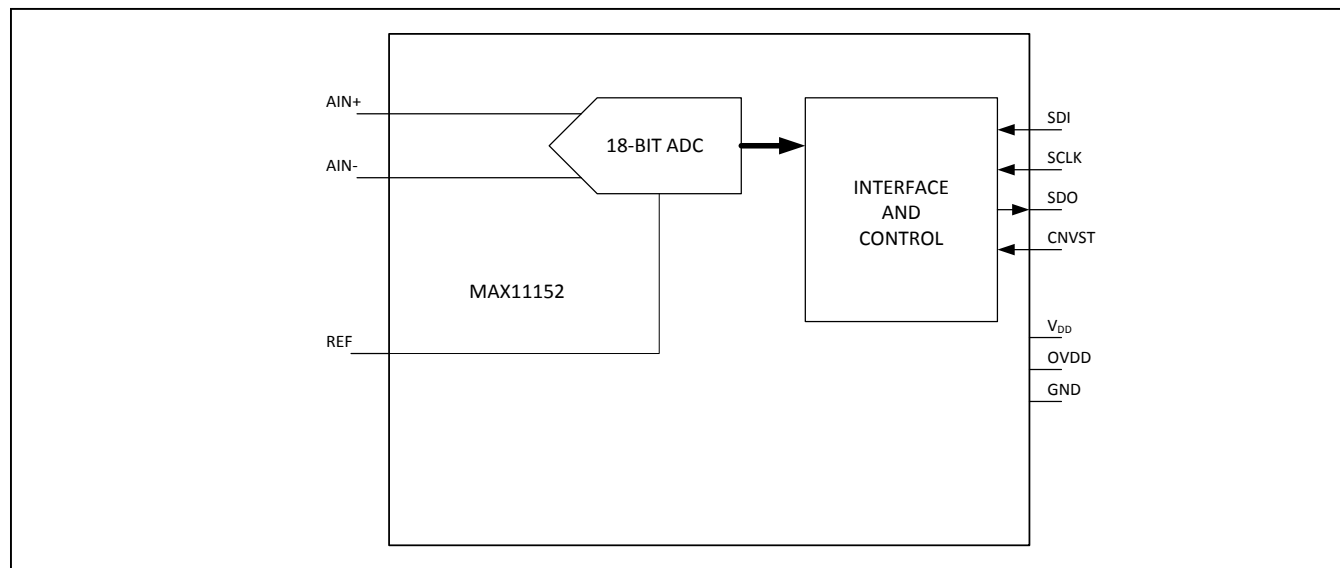 AIN+
AIN-
REF
18-BIT ADC
MAX11152
INTERFACE
AND
CONTROL
SDI
SCLK
SDO
CNVST
VDD
OVDD
GND